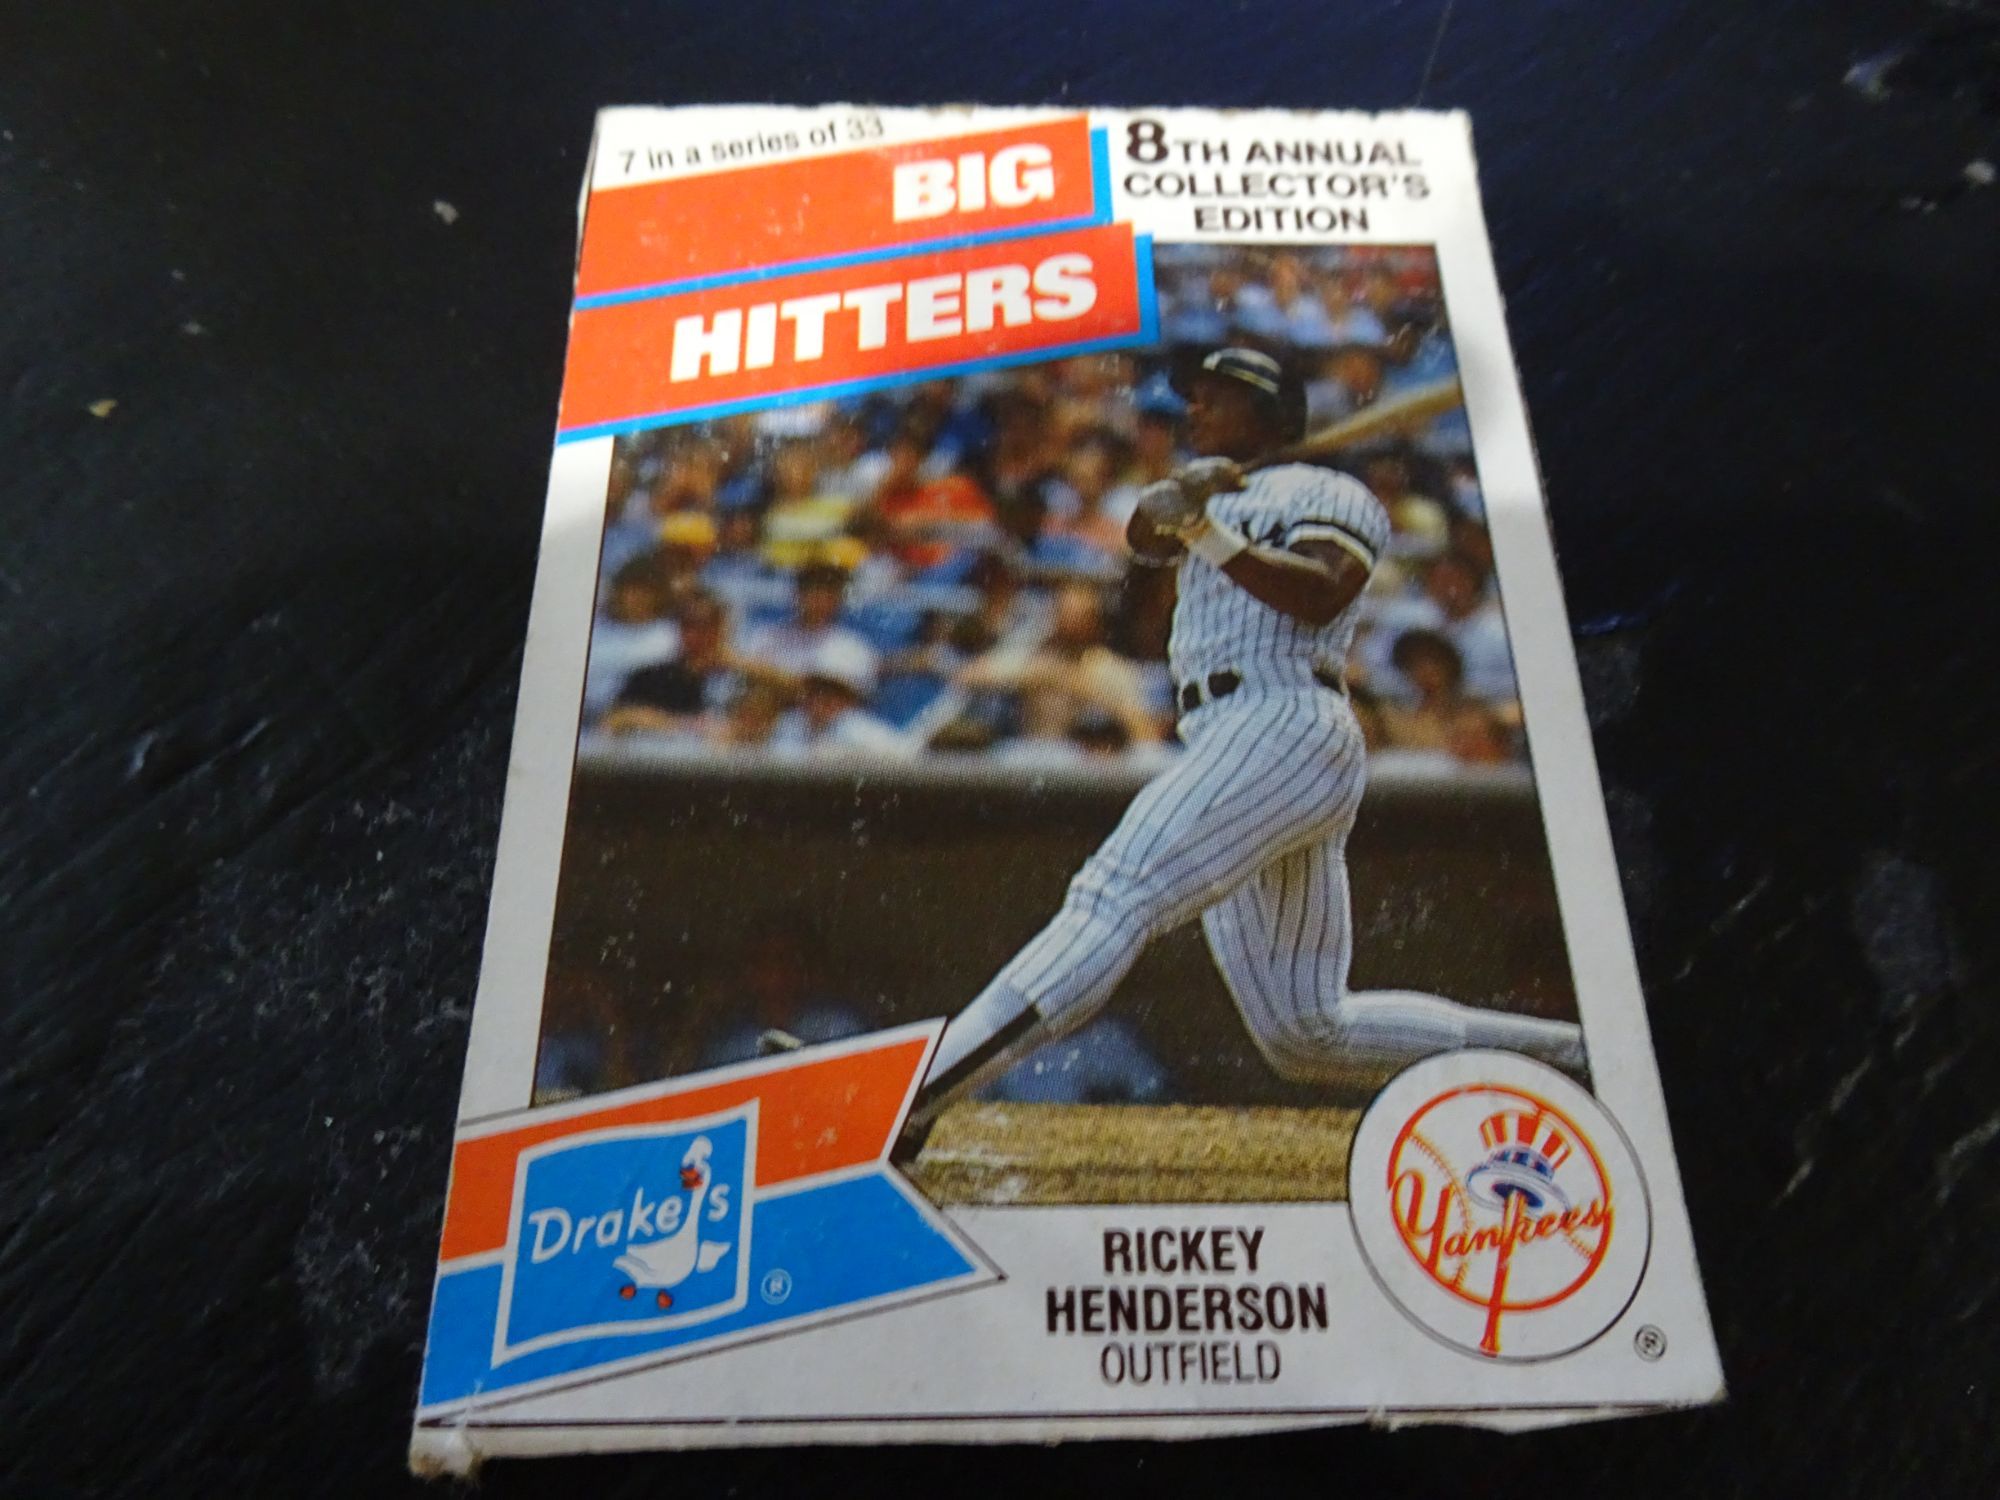 7 in a series of 33
BIG
HITTERS
8TH ANNUAL
COLLECTOR'S
EDITION
Drake's
®
RICKEY
HENDERSON
OUTFIELD
Yankees
®